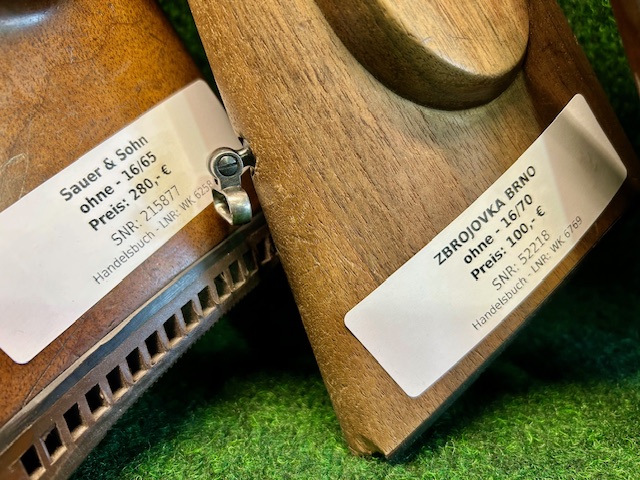 Sauer & Sohn
ohne - 16/65
Preis: 280,- €
SNR: 215877
Handelsbuch - LNR: WK
ZBROJOVKA BRNO
ohne - 16/70
Preis: 100,- €
SNR: 52218
Handelsbuch - LNR: WK 6769